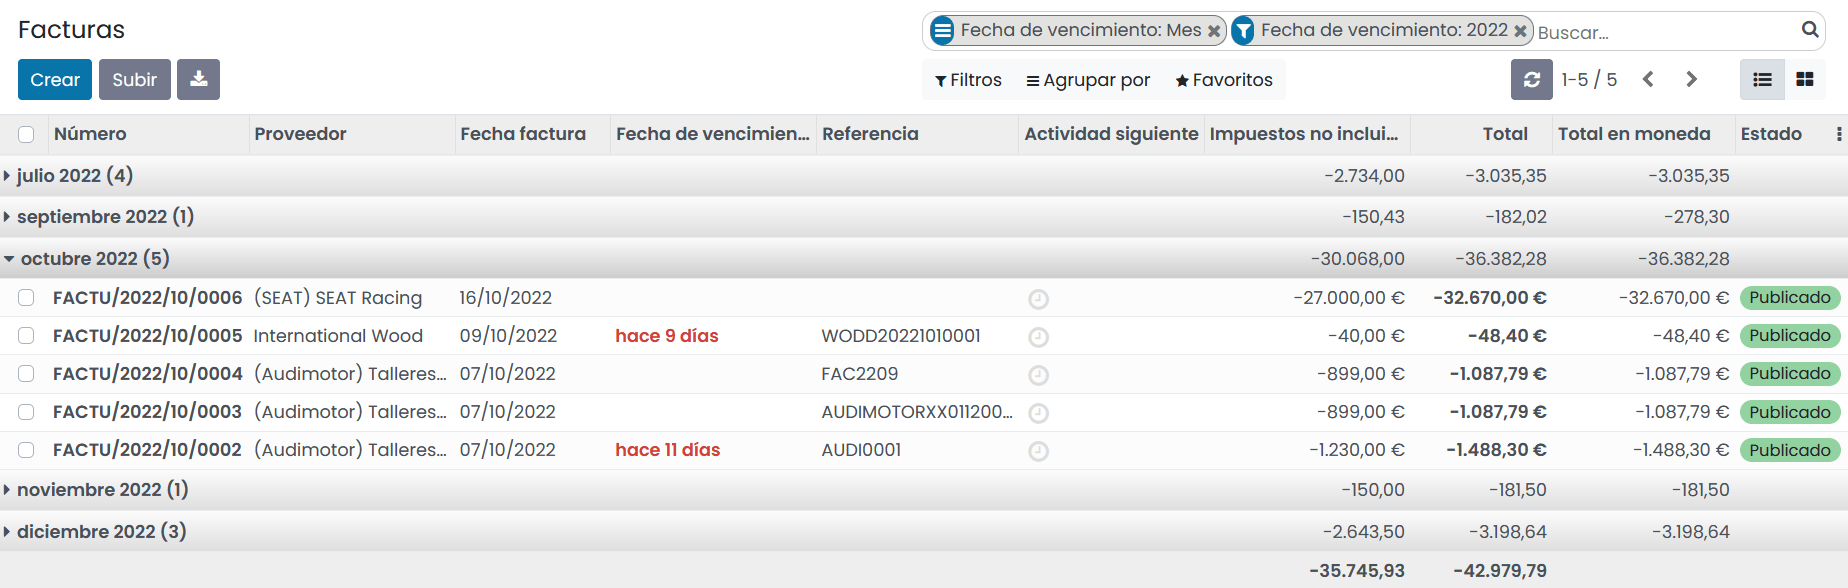 Facturas
Fecha de vencimiento: Mes Fecha de vencimiento: 2022 Buscar...
Crear Subir
Filtros Agrupar por Favoritos 1-5 / 5
Número Proveedor Fecha factura Fecha de vencimien... Referencia Actividad siguiente Impuestos no inclui... Total Total en moneda Estado
julio 2022 (4) -2.734,00 -3.035,35 -3.035,35
septiembre 2022 (1) -150,43 -182,02 -278,30
octubre 2022 (5) -30.068,00 -36.382,28 -36.382,28
FACTU/2022/10/0006 (SEAT) SEAT Racing 16/10/2022 -27.000,00 € -32.670,00 € -32.670,00 € Publicado
FACTU/2022/10/0005 International Wood 09/10/2022 hace 9 días WODD20221010001 -40,00 € -48,40 € -48,40 € Publicado
FACTU/2022/10/0004 (Audimotor) Talleres... 07/10/2022 FAC2209 -899,00 € -1.087,79 € -1.087,79 € Publicado
FACTU/2022/10/0003 (Audimotor) Talleres... 07/10/2022 AUDIMOTORXX011200... -899,00 € -1.087,79 € -1.087,79 € Publicado
FACTU/2022/10/0002 (Audimotor) Talleres... 07/10/2022 hace 11 días AUDI0001 -1.230,00 € -1.488,30 € -1.488,30 € Publicado
noviembre 2022 (1) -150,00 -181,50 -181,50
diciembre 2022 (3) -2.643,50 -3.198,64 -3.198,64
-35.745,93 -42.979,79